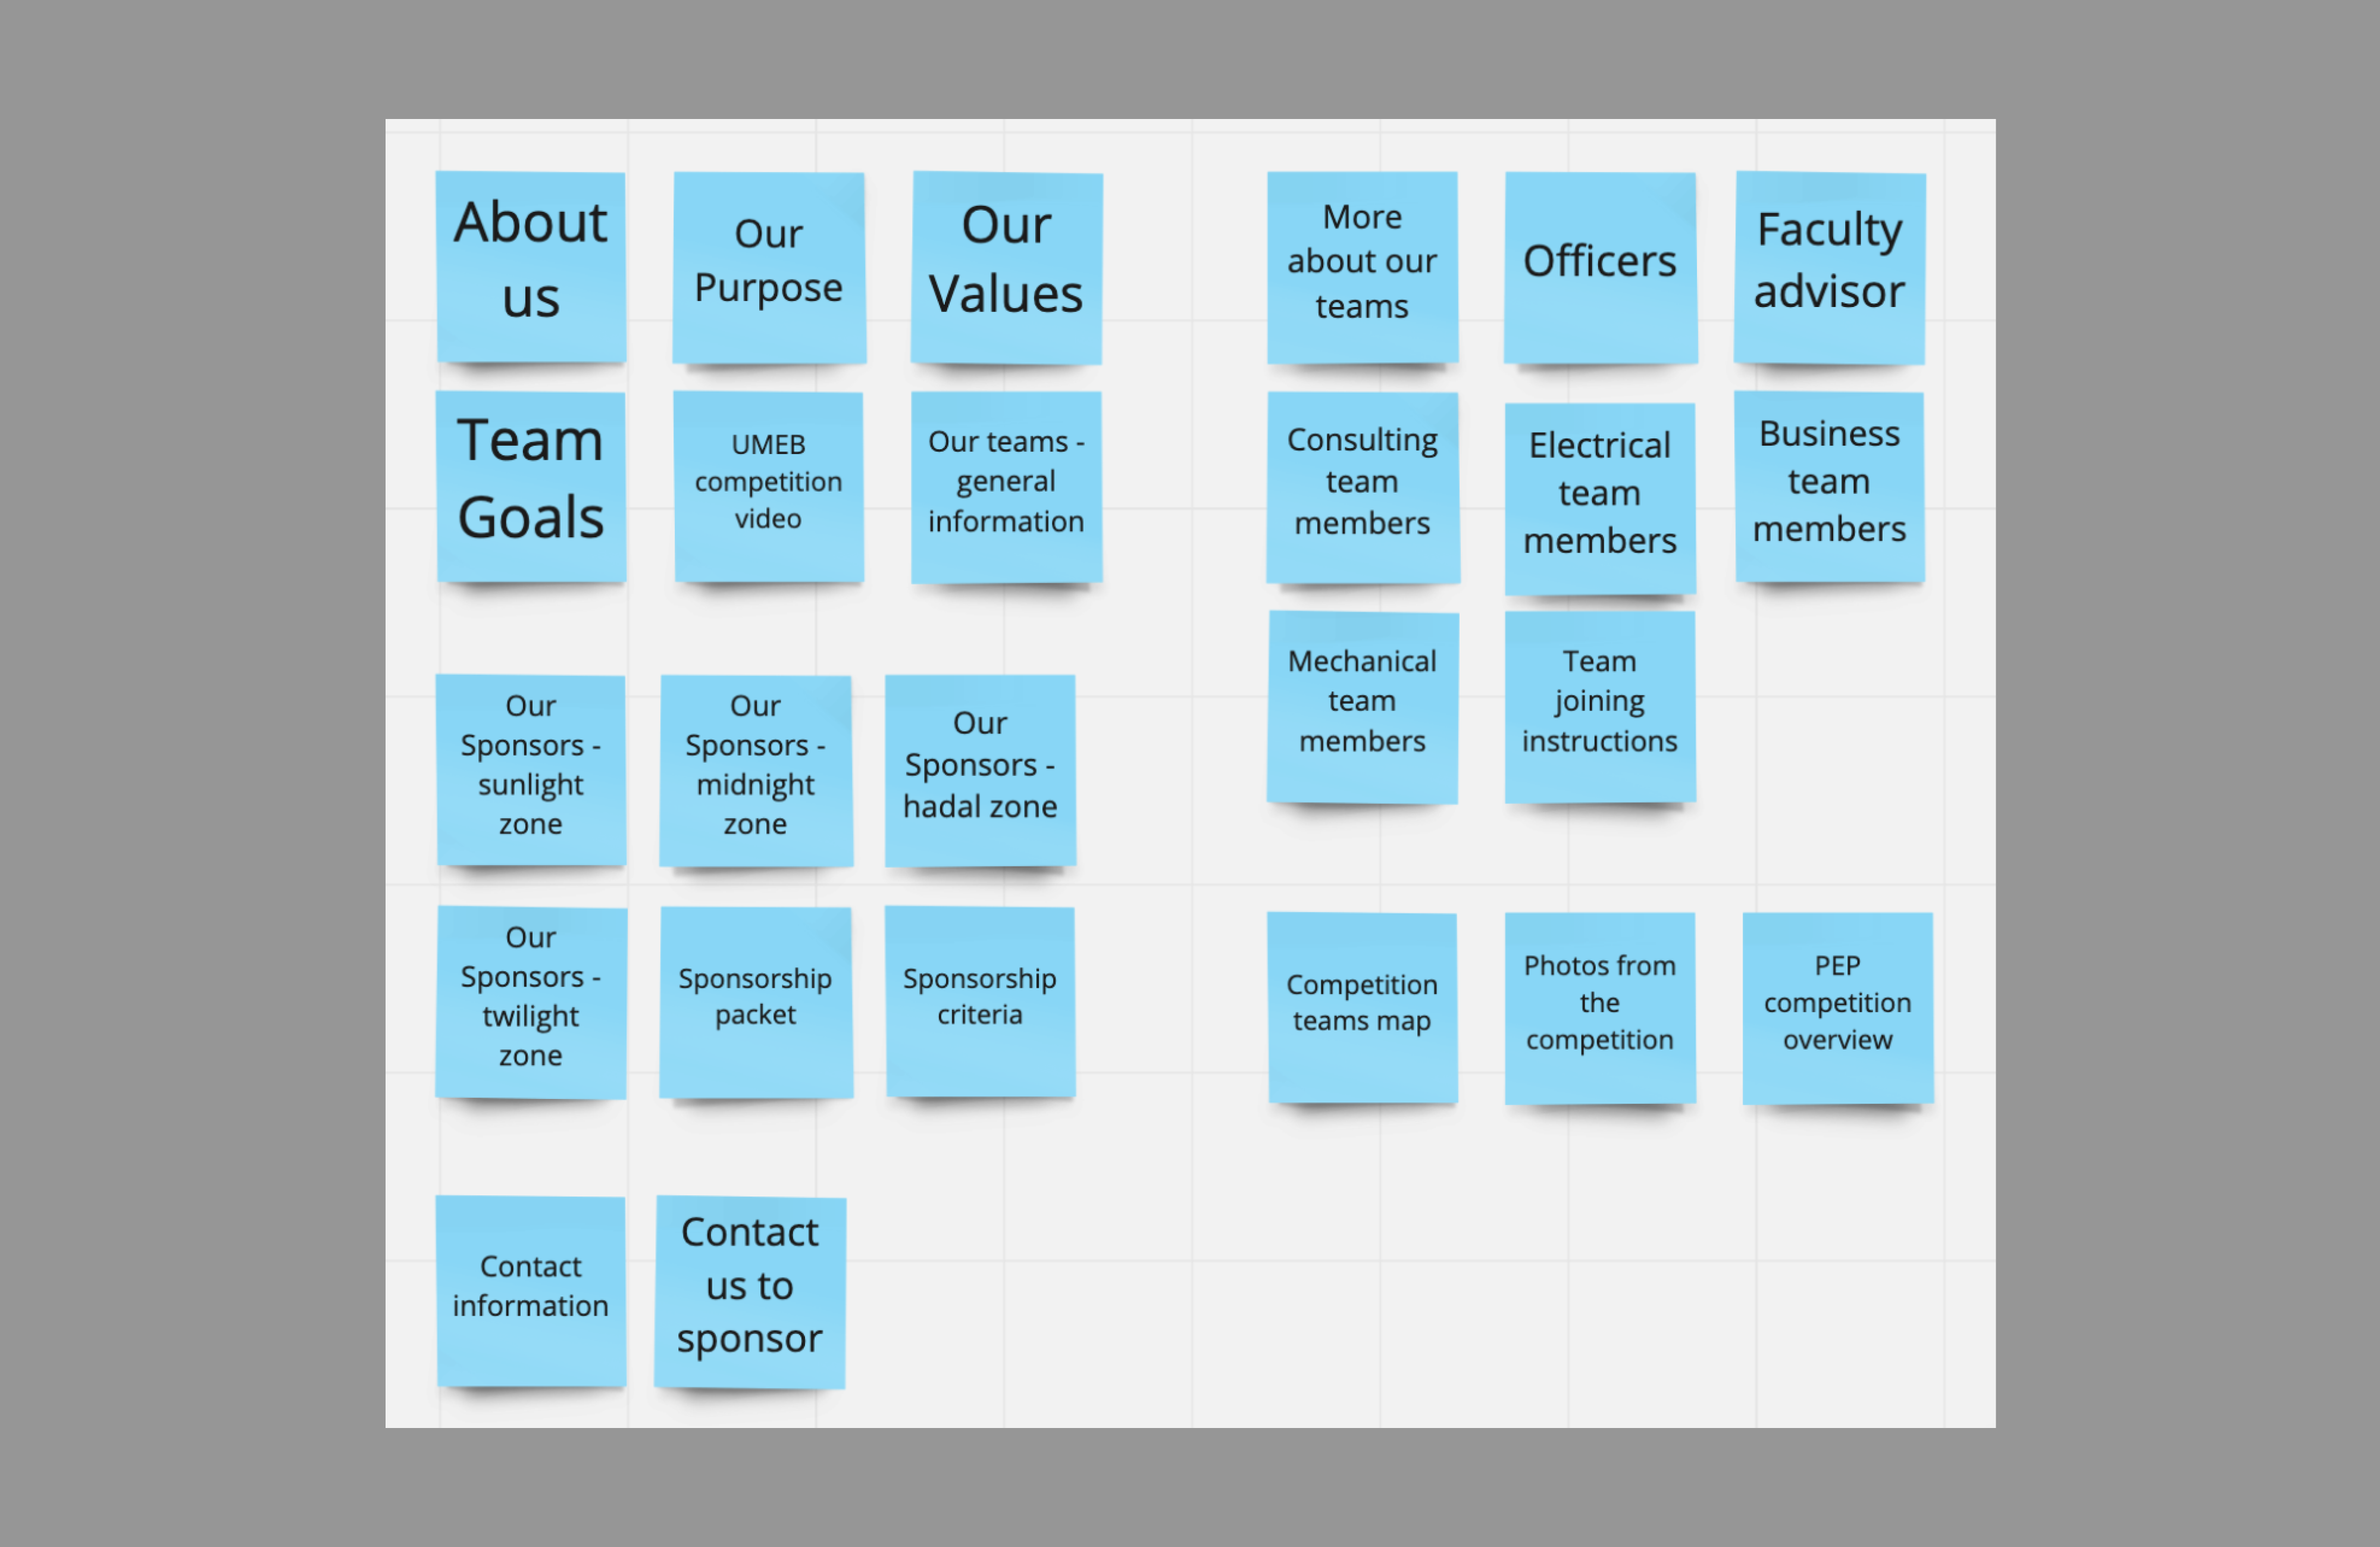 About
us
Our
Purpose
Our
Values
Team
Goals
UMEB
competition
video
Our teams -
general
information
More
about our
teams
Officers
Faculty
advisor
Consulting
team
members
Electrical
team
members
Business
team
members
Mechanical
team
members
Team
joining
instructions
Our
Sponsors -
sunlight
zone
Our
Sponsors -
midnight
zone
Our
Sponsors -
hadal zone
Our
Sponsors -
twilight
zone
Sponsorship
packet
Sponsorship
criteria
Competition
teams map
Photos from
the
competition
PEP
competition
overview
Contact
information
Contact
us to
sponsor